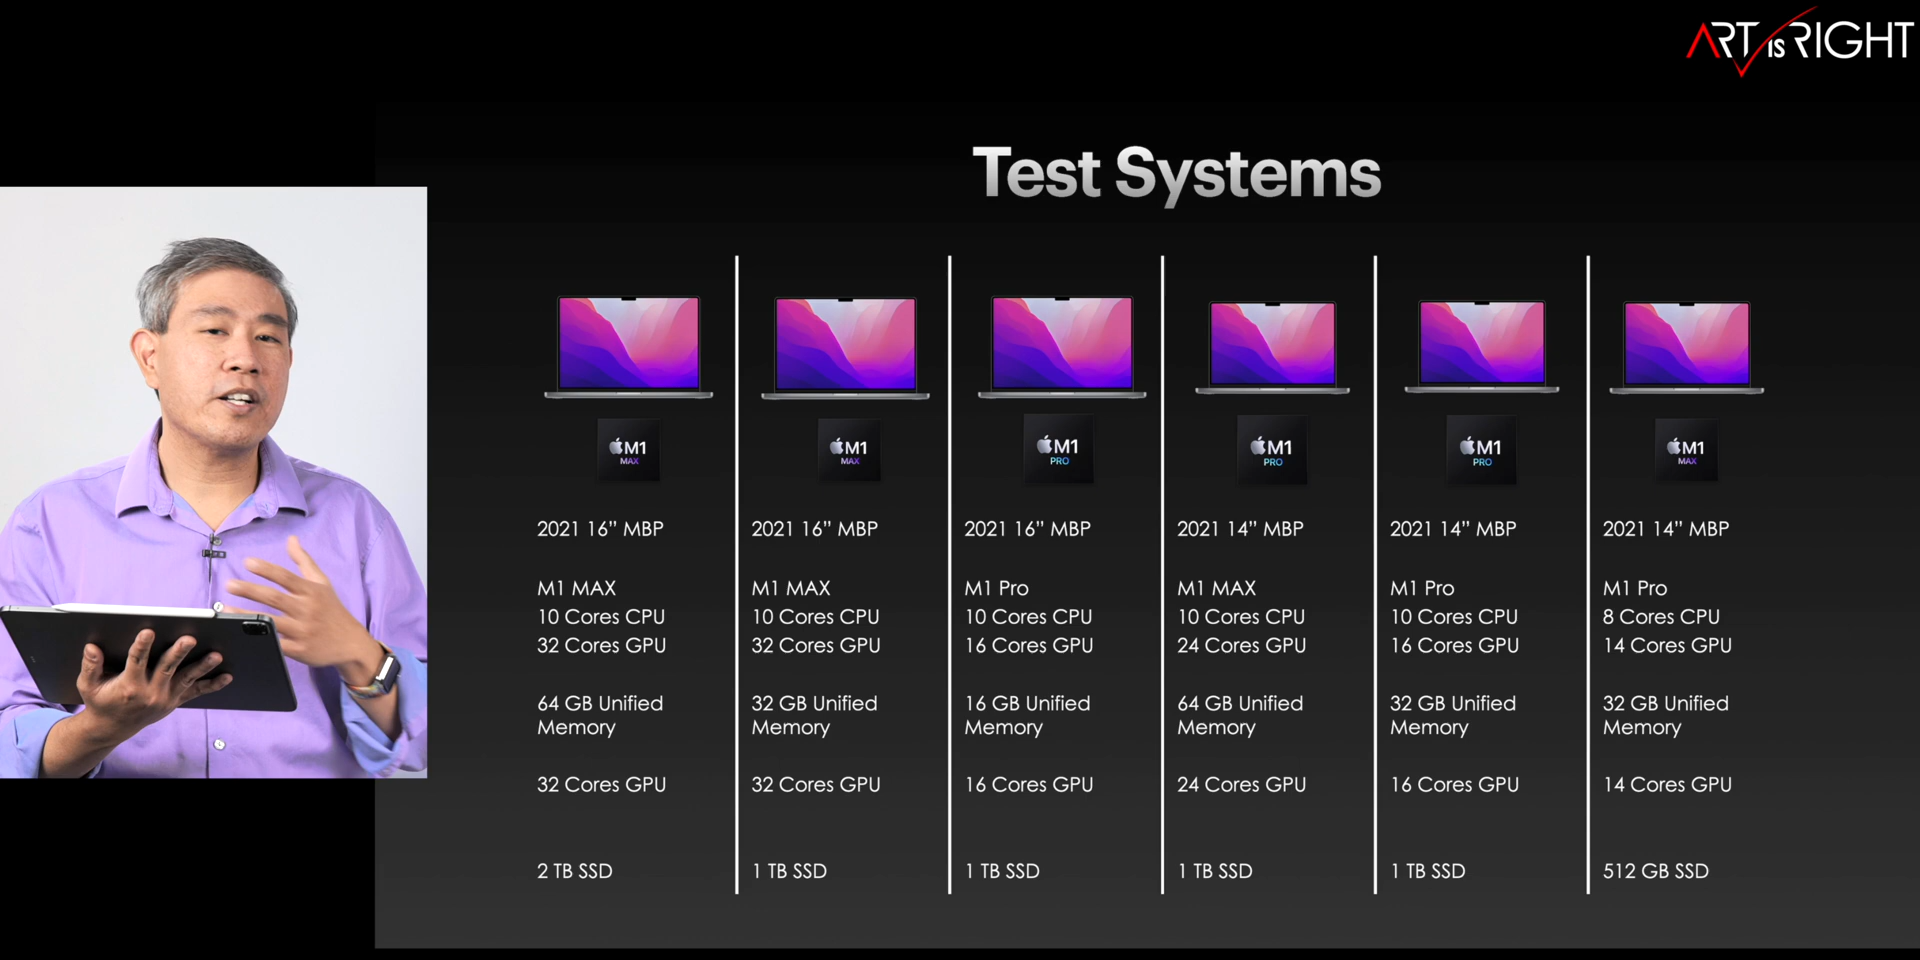 ART IS RIGHT
Test Systems
M1
MAX
2021 16” MBP
M1 MAX
10 Cores CPU
32 Cores GPU
64 GB Unified
Memory
32 Cores GPU
2 TB SSD
M1
MAX
2021 16” MBP
M1 MAX
10 Cores CPU
32 Cores GPU
32 GB Unified
Memory
32 Cores GPU
1 TB SSD
M1
PRO
2021 16” MBP
M1 Pro
10 Cores CPU
16 Cores GPU
16 GB Unified
Memory
16 Cores GPU
1 TB SSD
M1
PRO
2021 14” MBP
M1 MAX
10 Cores CPU
24 Cores GPU
64 GB Unified
Memory
24 Cores GPU
1 TB SSD
M1
PRO
2021 14” MBP
M1 Pro
10 Cores CPU
16 Cores GPU
32 GB Unified
Memory
16 Cores GPU
1 TB SSD
M1
MAX
2021 14” MBP
M1 Pro
8 Cores CPU
14 Cores GPU
32 GB Unified
Memory
14 Cores GPU
512 GB SSD